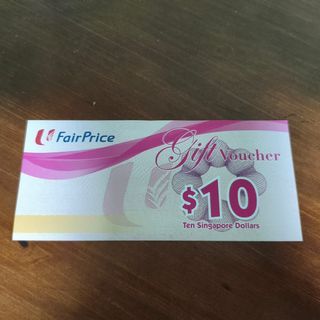 FairPrice
Gift Voucher
$10
Ten Singapore Dollars